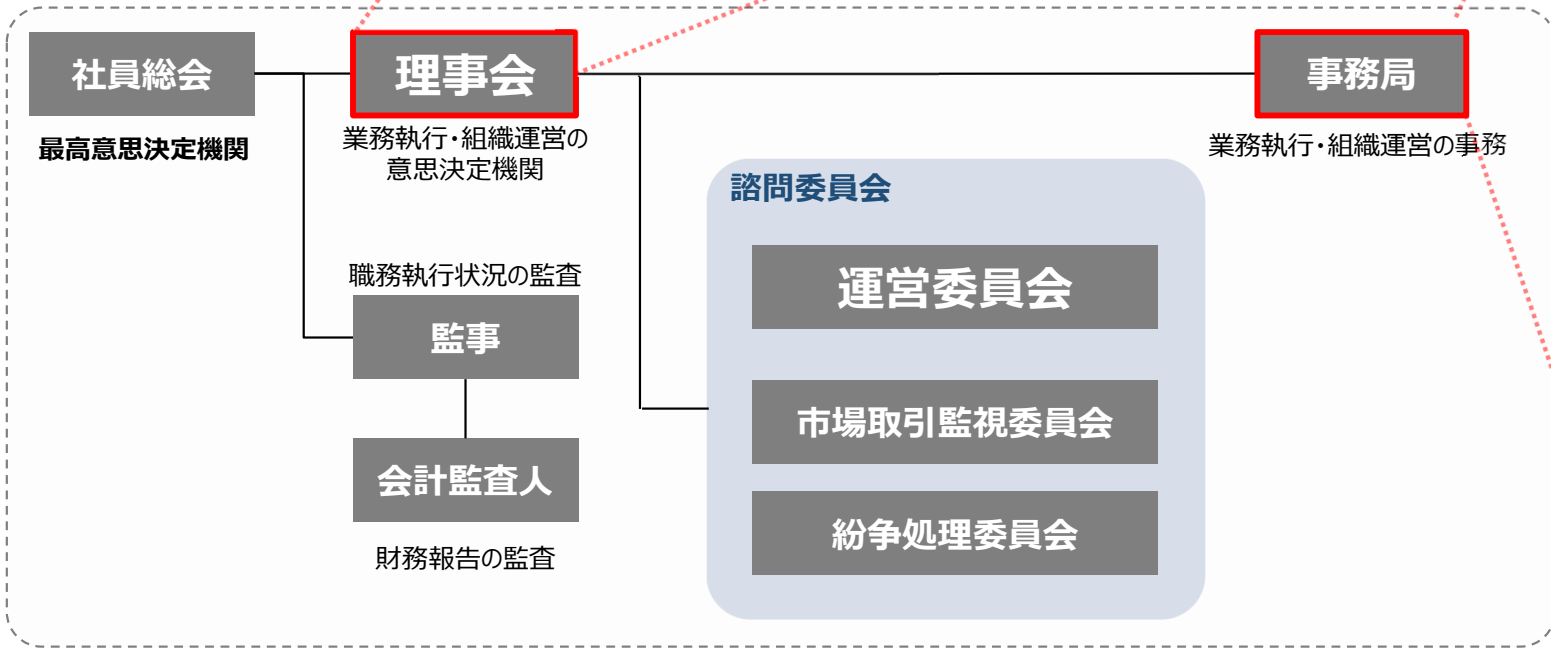 社員総会
最高意思決定機関
理事会
業務執行・組織運営の
意思決定機関
事務局
業務執行・組織運営の事務
諮問委員会
運営委員会
市場取引監視委員会
紛争処理委員会
職務執行状況の監査
監事
会計監査人
財務報告の監査